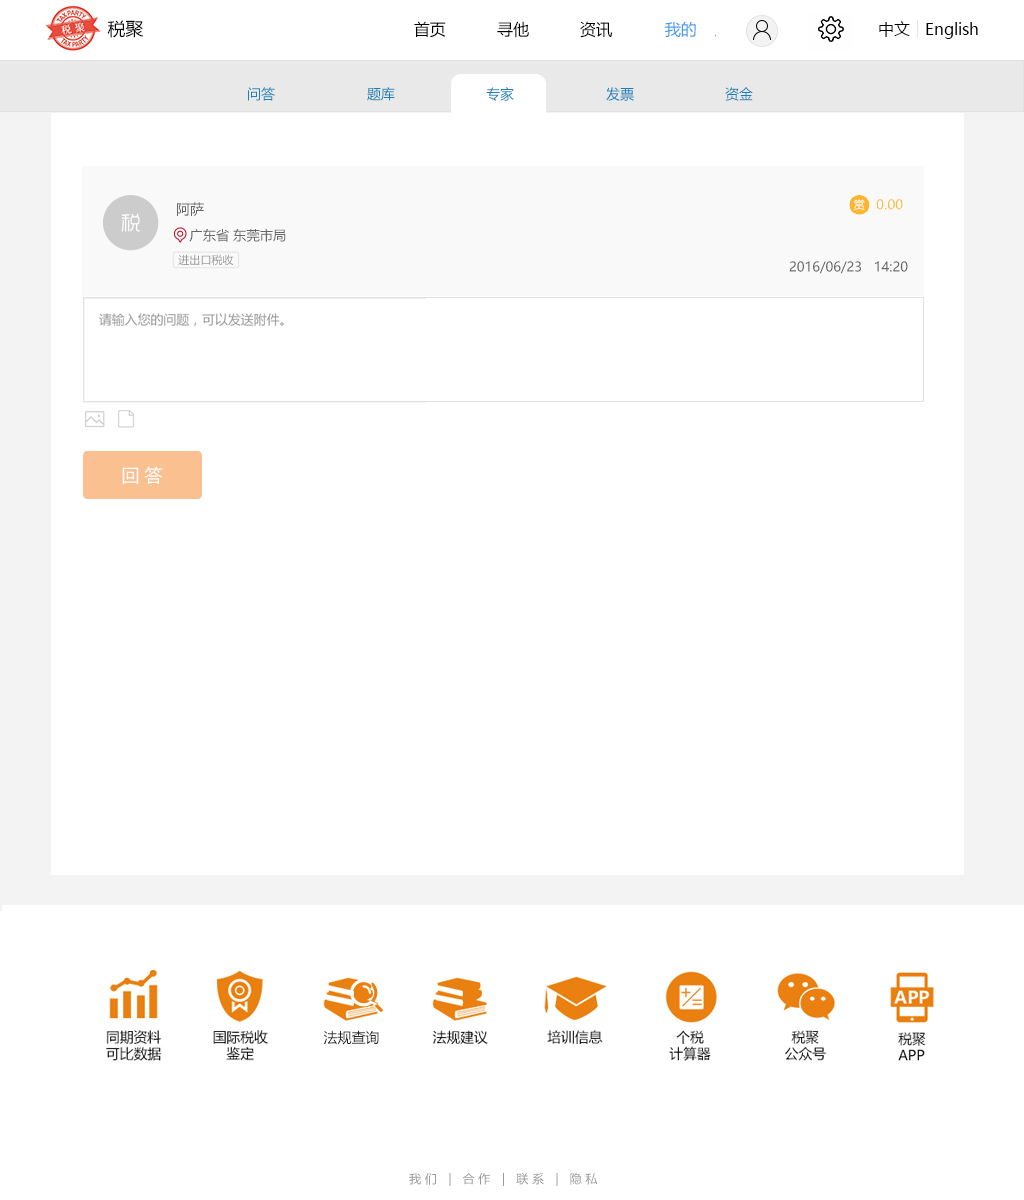 TAX PARTY
税聚
TAX PARTY
税聚
首页 寻他 资讯 我的 中文 English
问答 题库 专家 发票 资金
税
阿萨
广东省 东莞市局
进出口税收
赏 0.00
2016/06/23 14:20
请输入您的问题，可以发送附件。
回答
同期资料
可比数据
国际税收
鉴定
法规查询
法规建议
培训信息
个税
计算器
税聚
公众号
APP
税聚
APP
我们 | 合作 | 联系 | 隐私